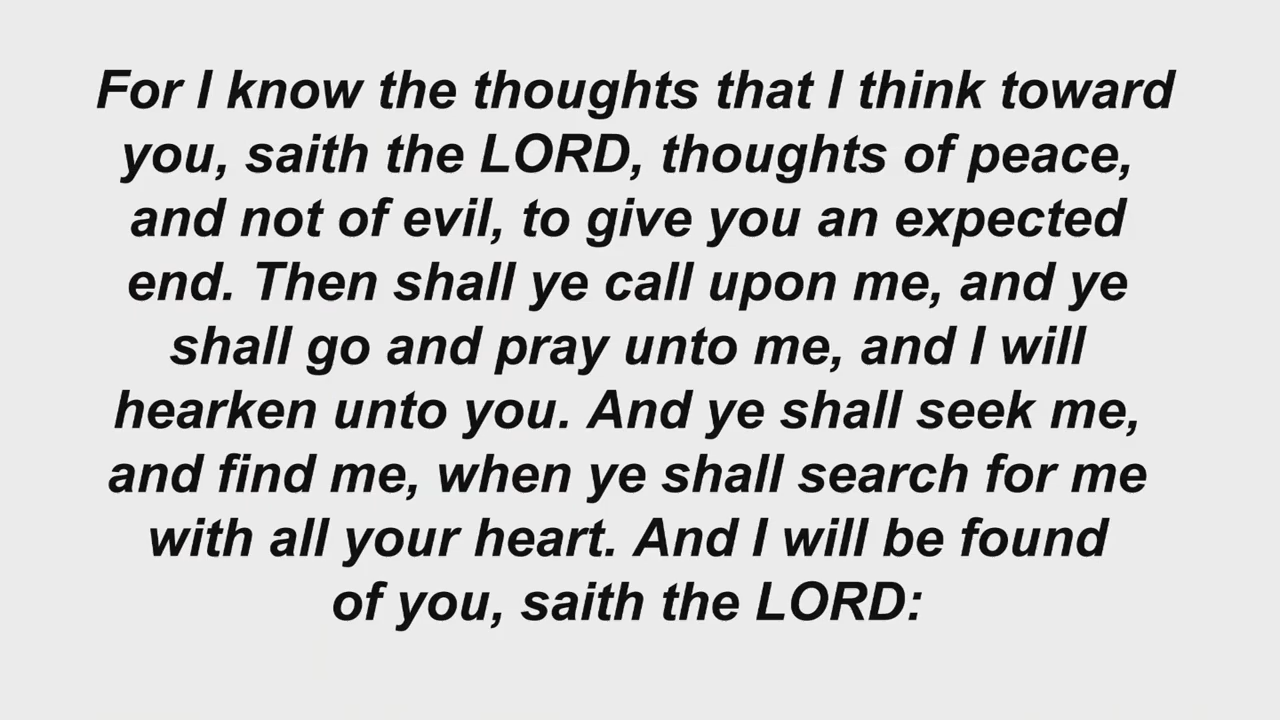 For I know the thoughts that I think toward
you, saith the LORD, thoughts of peace,
and not of evil, to give you an expected
end. Then shall ye call upon me, and ye
shall go and pray unto me, and I will
hearken unto you. And ye shall seek me,
and find me, when ye shall search for me
with all your heart. And I will be found
of you, saith the LORD: